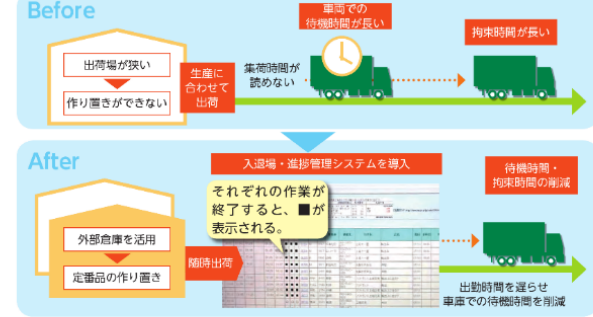 Before
出荷場が狭い
作り置きができない
生産に
合わせて
出荷
集荷時間が
読めない
車両での
待機時間が長い
拘束時間が長い
After
外部倉庫を活用
定番品の作り置き
随時出荷
入退場・進捗管理システムを導入
それぞれの作業が
終了すると、■が
表示される。
待機時間・
拘束時間の削減
出勤時間を遅らせ
車庫での待機時間を削減